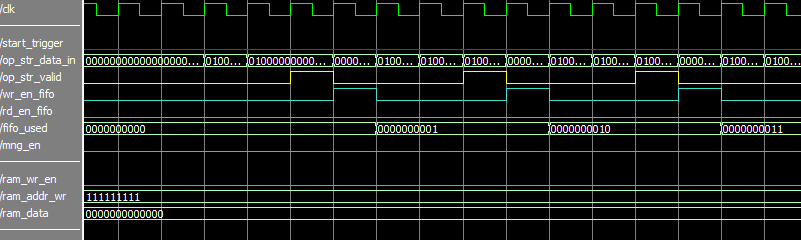 /clk
/start_trigger
/op_str_data_in 00000000000000000... 0100... 01000000000... 0000... 0100... 0100... 0100... 0000... 0100... 0100... 0100... 0000... 0100... 0100...
/op_str_valid
/wr_en_fifo
/rd_en_fifo
/fifo_used 0000000000 0000000001 0000000010 0000000011
/mng_en
/ram_wr_en
/ram_addr_wr 111111111
/ram_data 0000000000000